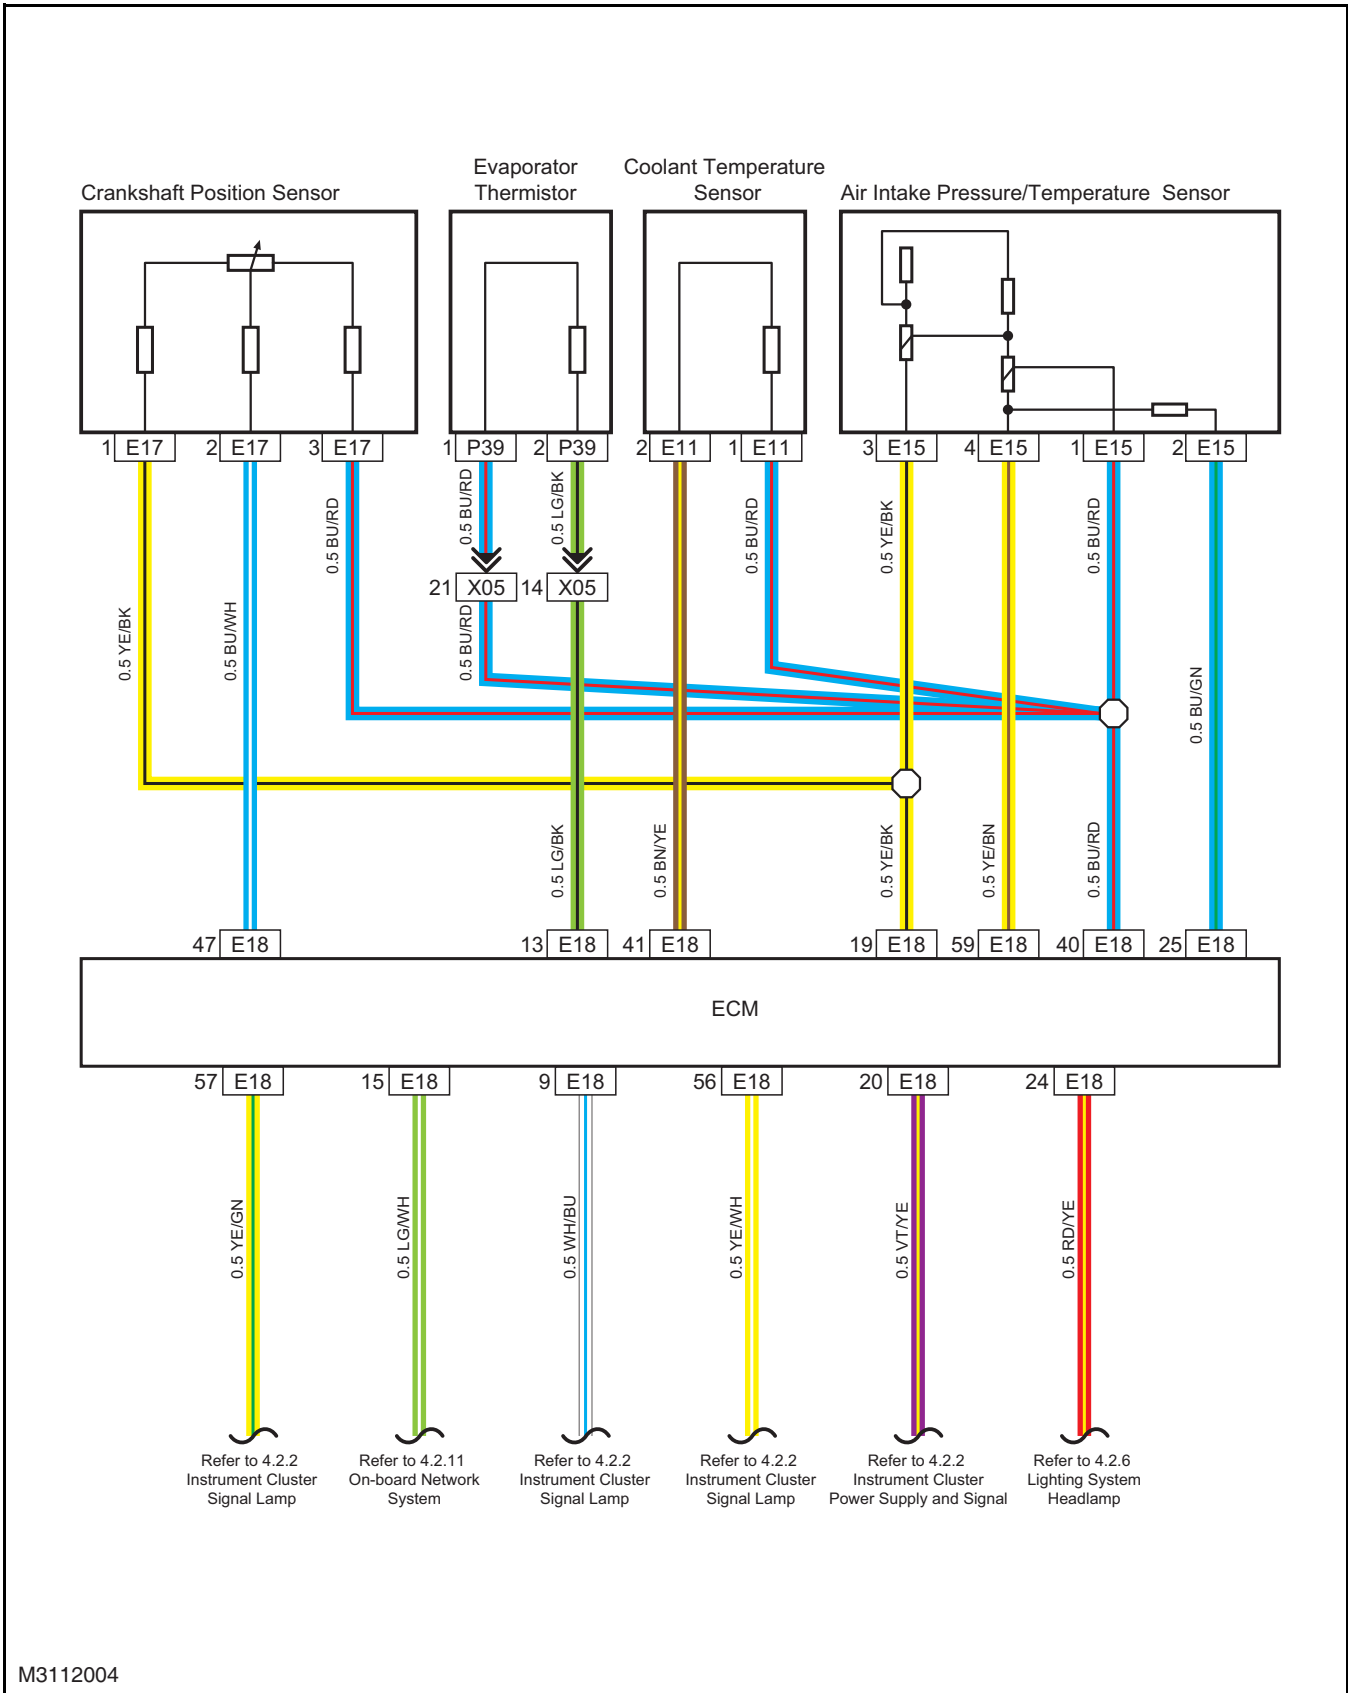 Evaporator
Thermistor
Coolant Temperature
Sensor
Crankshaft Position Sensor
Air Intake Pressure/Temperature Sensor
1 E17 2 E17 3 E17 1 P39 2 P39 2 E11 1 E11 3 E15 4 E15 1 E15 2 E15
0.5 BU/RD
0.5 BU/RD
0.5 LG/BK
0.5 BU/RD
0.5 YE/BK
0.5 BU/RD
21 X05 14 X05
0.5 YE/BK
0.5 BU/WH
0.5 BU/RD
0.5 BU/GN
0.5 LG/BK
0.5 BN/YE
0.5 YE/BK
0.5 YE/BN
0.5 BU/RD
47 E18 13 E18 41 E18 19 E18 59 E18 40 E18 25 E18
ECM
57 E18 15 E18 9 E18 56 E18 20 E18 24 E18
0.5 YE/GN
0.5 LG/WH
0.5 WH/BU
0.5 YE/WH
0.5 VT/YE
0.5 RD/YE
Refer to 4.2.2
Instrument Cluster
Signal Lamp
Refer to 4.2.11
On-board Network
System
Refer to 4.2.2
Instrument Cluster
Signal Lamp
Refer to 4.2.2
Instrument Cluster
Signal Lamp
Refer to 4.2.2
Instrument Cluster
Power Supply and Signal
Refer to 4.2.6
Lighting System
Headlamp
M3112004